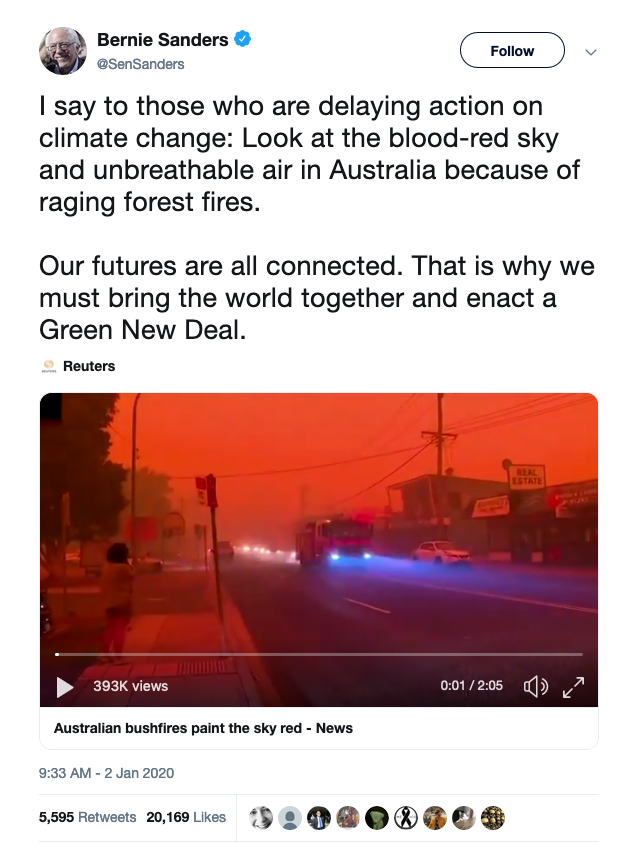 Bernie Sanders
@SenSanders
Follow
I say to those who are delaying action on
climate change: Look at the blood-red sky
and unbreathable air in Australia because of
raging forest fires.
Our futures are all connected. That is why we
must bring the world together and enact a
Green New Deal.
Reuters
REAL
ESTATE
393K views
0:01 / 2:05
Australian bushfires paint the sky red - News
9:33 AM - 2 Jan 2020
5,595 Retweets 20,169 Likes